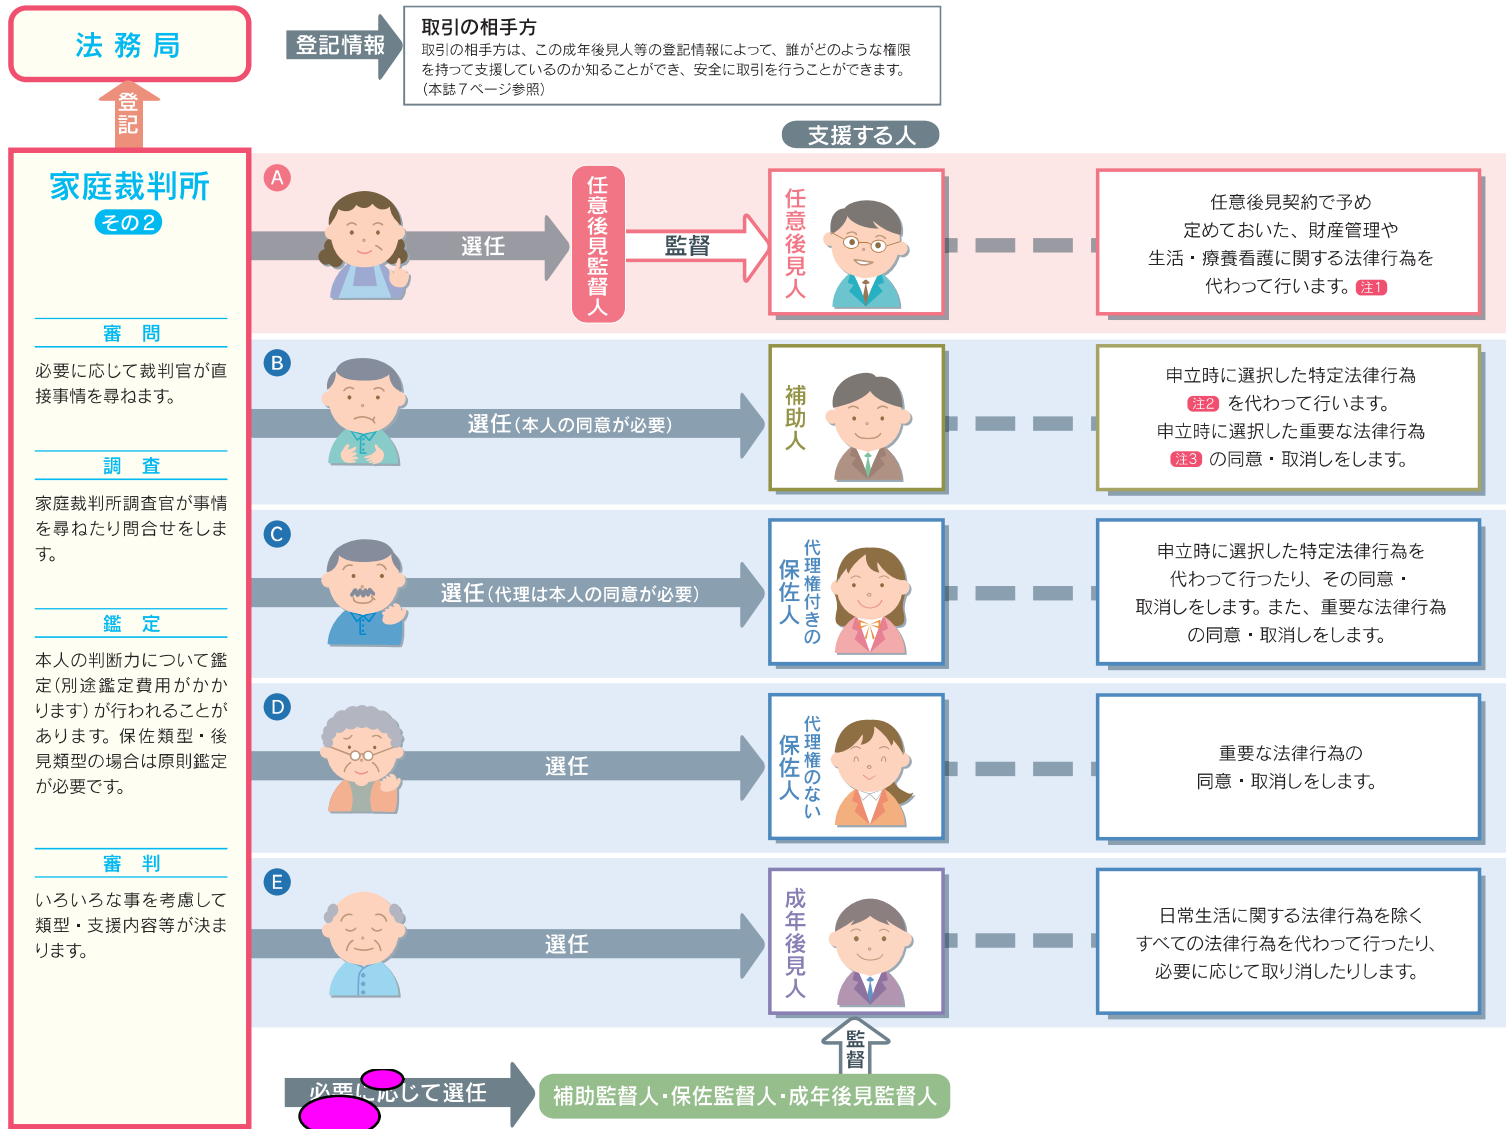 法務局
登記
登記情報
取引の相手方
取引の相手方は、この成年後見人等の登記情報によって、誰がどのような権限
を持って支援しているのか知ることができ、安全に取引を行うことができます。
（本誌７ページ参照）
支援する人
家庭裁判所
その2
審 問
必要に応じて裁判官が直
接事情を尋ねます。
調 査
家庭裁判所調査官が事情
を尋ねたり問合せをしま
す。
鑑 定
本人の判断力について鑑
定（別途鑑定費用がかか
ります）が行われることが
あります。保佐類型・後
見類型の場合は原則鑑定
が必要です。
審 判
いろいろな事を考慮して
類型・支援内容等が決ま
ります。
A
選任
任意後見監督人
監督
任意後見人
任意後見契約で予め
定めておいた、財産管理や
生活・療養看護に関する法律行為を
代わって行います。注1
B
選任（本人の同意が必要）
補助人
申立時に選択した特定法律行為
注2 を代わって行います。
申立時に選択した重要な法律行為
注3 の同意・取消しをします。
C
選任（代理は本人の同意が必要）
代理権付きの
保佐人
申立時に選択した特定法律行為を
代わって行ったり、その同意・
取消しをします。また、重要な法律行為
の同意・取消しをします。
D
選任
代理権のない
保佐人
重要な法律行為の
同意・取消しをします。
E
選任
成年後見人
日常生活に関する法律行為を除く
すべての法律行為を代わって行ったり、
必要に応じて取り消したりします。
監督
必要に応じて選任
補助監督人・保佐監督人・成年後見監督人